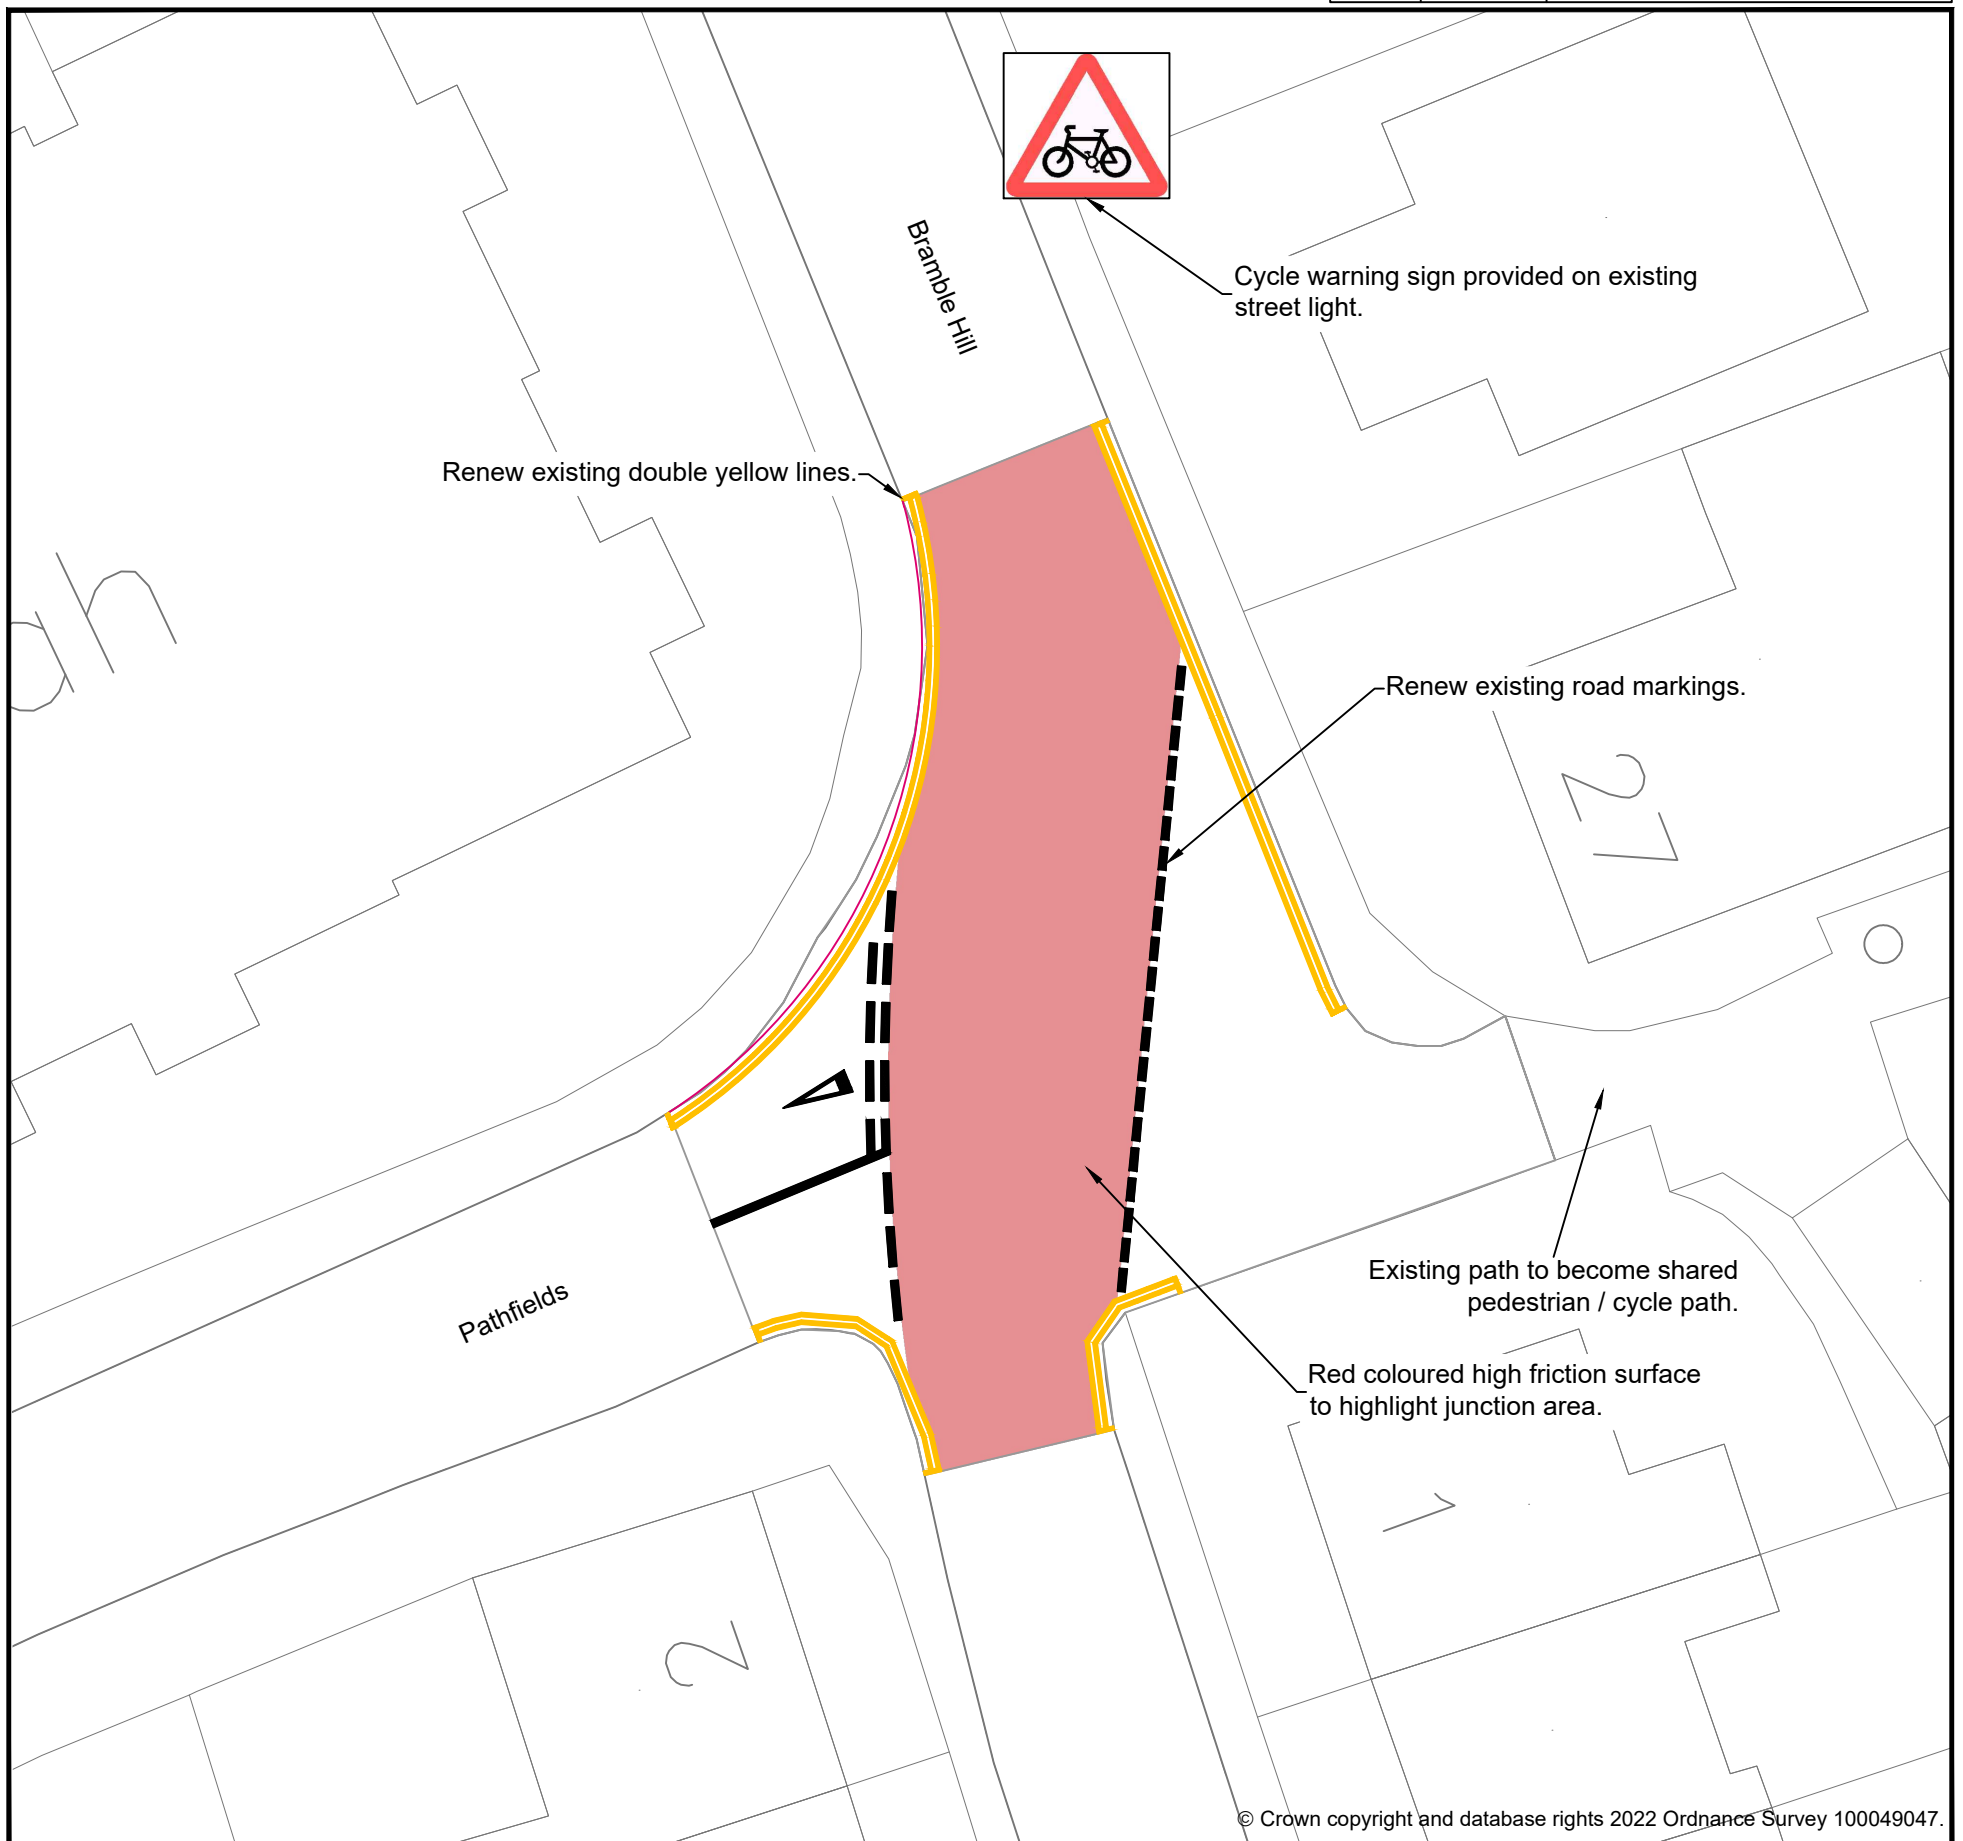 Bramble Hill
Cycle warning sign provided on existing
street light.
Renew existing double yellow lines.
Renew existing road markings.
12
Existing path to become shared
pedestrian / cycle path.
Pathfields
Red coloured high friction surface
to highlight junction area.
1
2
© Crown copyright and database rights 2022 Ordnance Survey 100049047.